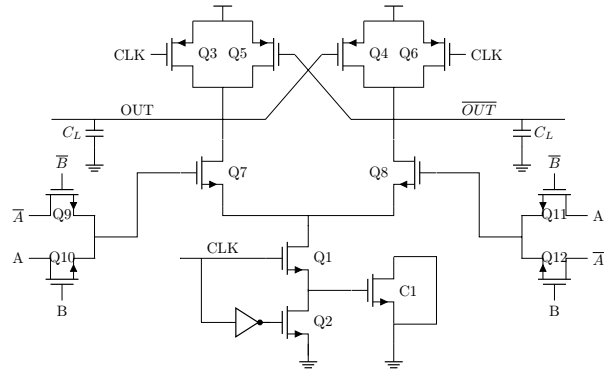 CLK Q3 Q5 Q4 Q6 CLK
OUT $\overline{OUT}$
$C_L$ $C_L$
$\overline{B}$ Q7 Q8 $\overline{B}$
$\overline{A}$ Q9 Q11 A
A Q10 CLK Q1 Q12 $\overline{A}$
C1
B Q2 B